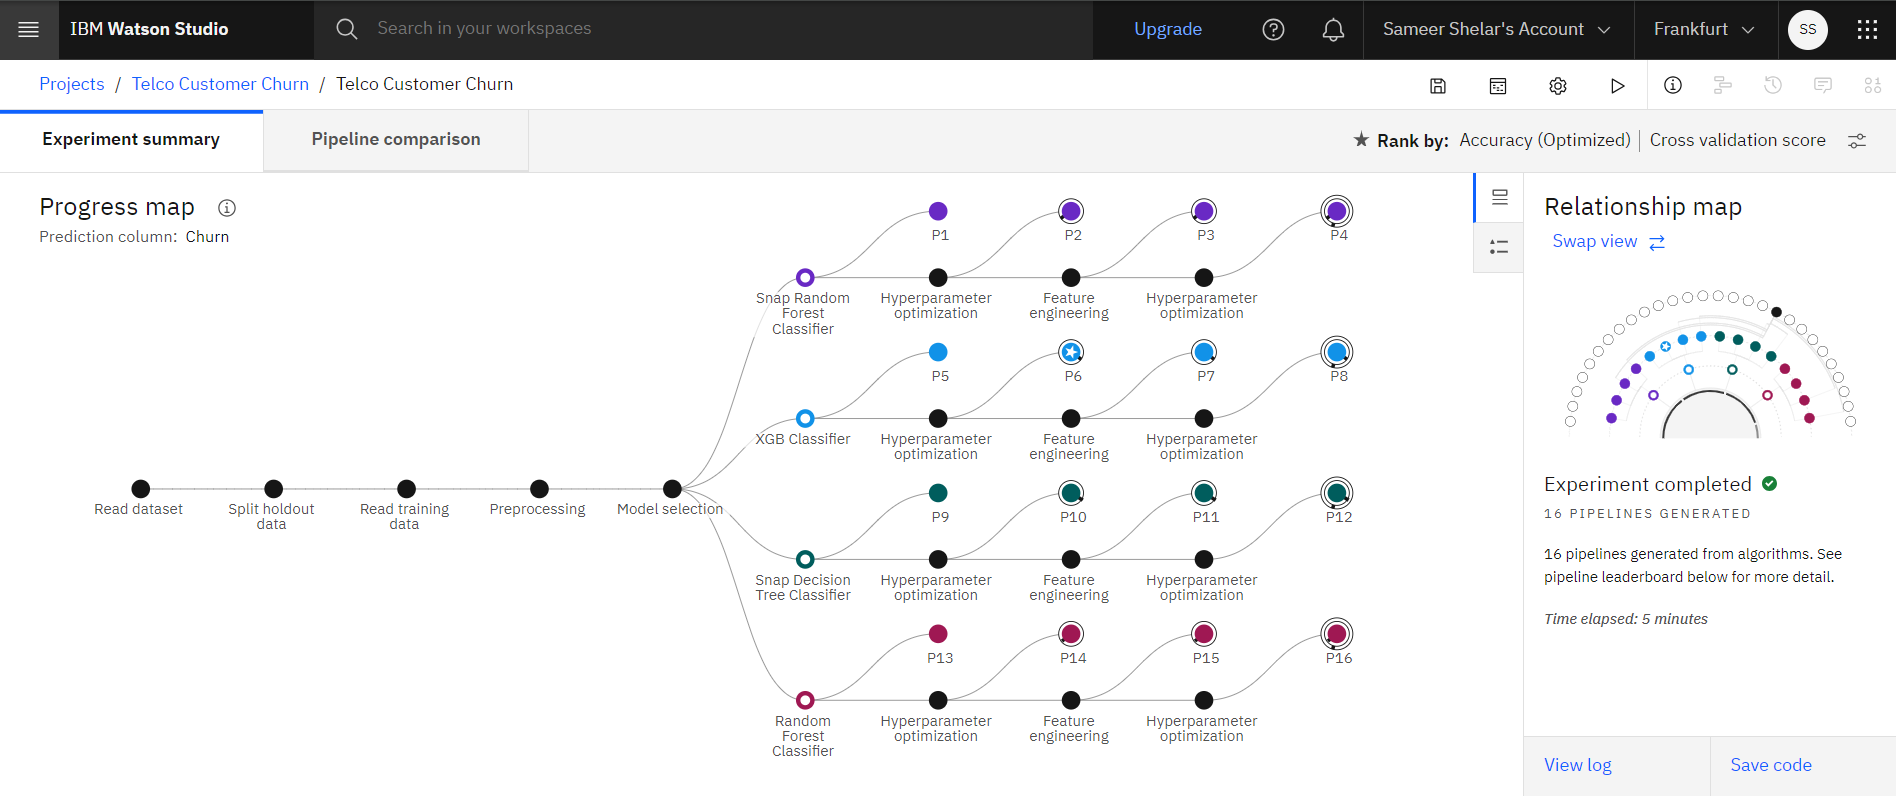 IBM Watson Studio
Search in your workspaces
Upgrade
Sameer Shelar's Account
Frankfurt
SS
Projects / Telco Customer Churn / Telco Customer Churn
Experiment summary
Pipeline comparison
Rank by: Accuracy (Optimized) | Cross validation score
Progress map
Prediction column: Churn
Read dataset
Split holdout
data
Read training
data
Preprocessing
Model selection
P1
P2
P3
P4
Snap Random
Forest
Classifier
Hyperparameter
optimization
Feature
engineering
Hyperparameter
optimization
P5
P6
P7
P8
XGB Classifier
Hyperparameter
optimization
Feature
engineering
Hyperparameter
optimization
P9
P10
P11
P12
Snap Decision
Tree Classifier
Hyperparameter
optimization
Feature
engineering
Hyperparameter
optimization
P13
P14
P15
P16
Random
Forest
Classifier
Hyperparameter
optimization
Feature
engineering
Hyperparameter
optimization
Relationship map
Swap view
Experiment completed
16 PIPELINES GENERATED
16 pipelines generated from algorithms. See
pipeline leaderboard below for more detail.
Time elapsed: 5 minutes
View log
Save code